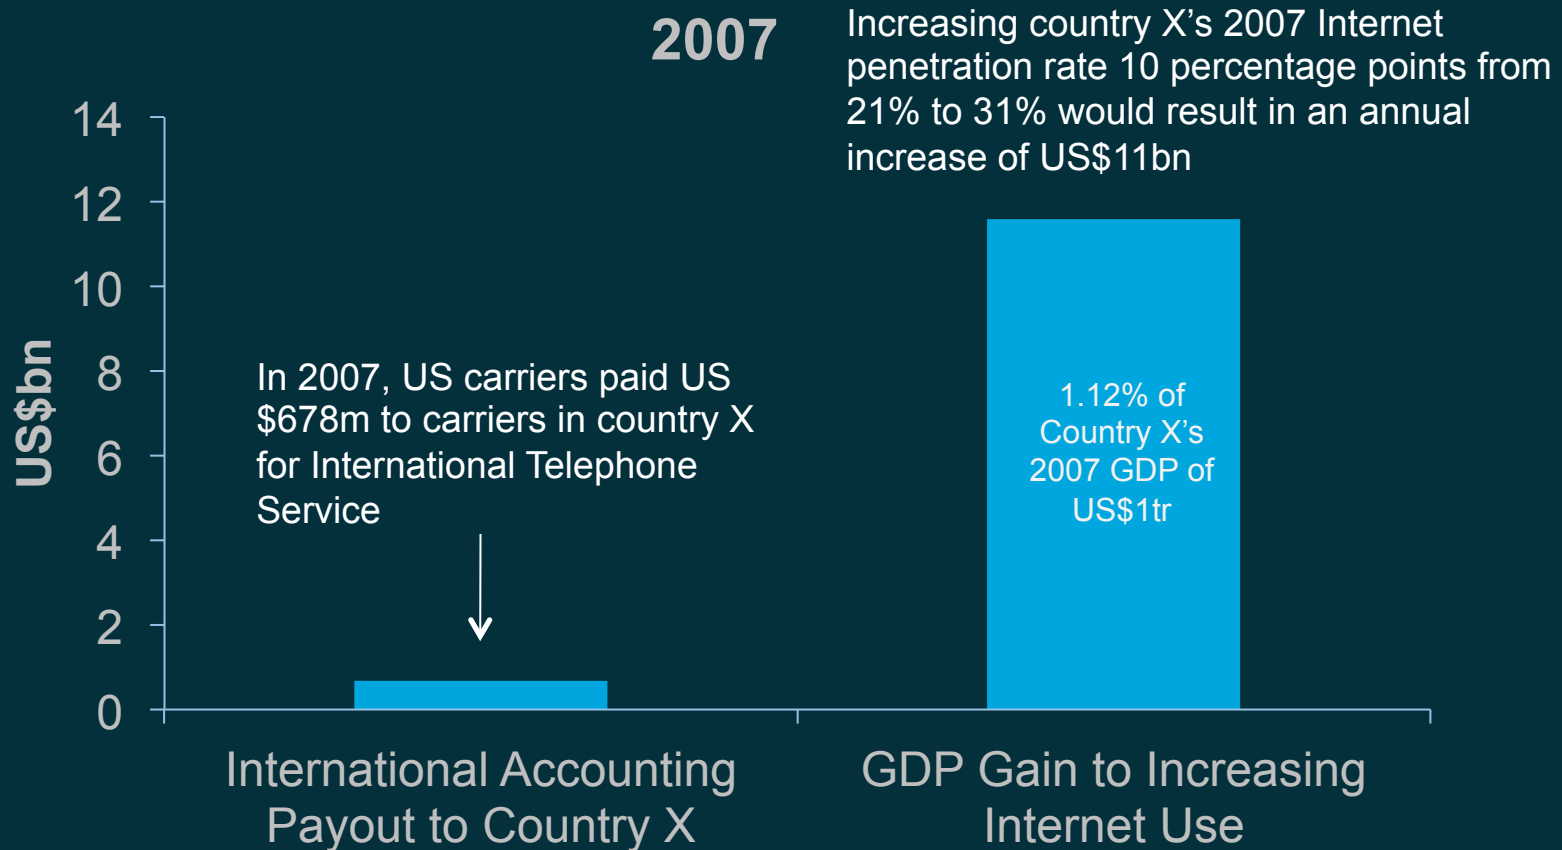 2007
Increasing country X’s 2007 Internet
penetration rate 10 percentage points from
21% to 31% would result in an annual
increase of US$11bn
US$bn
14
12
10
8
6
4
2
0
In 2007, US carriers paid US
$678m to carriers in country X
for International Telephone
Service
1.12% of
Country X’s
2007 GDP of
US$1tr
International Accounting
Payout to Country X
GDP Gain to Increasing
Internet Use